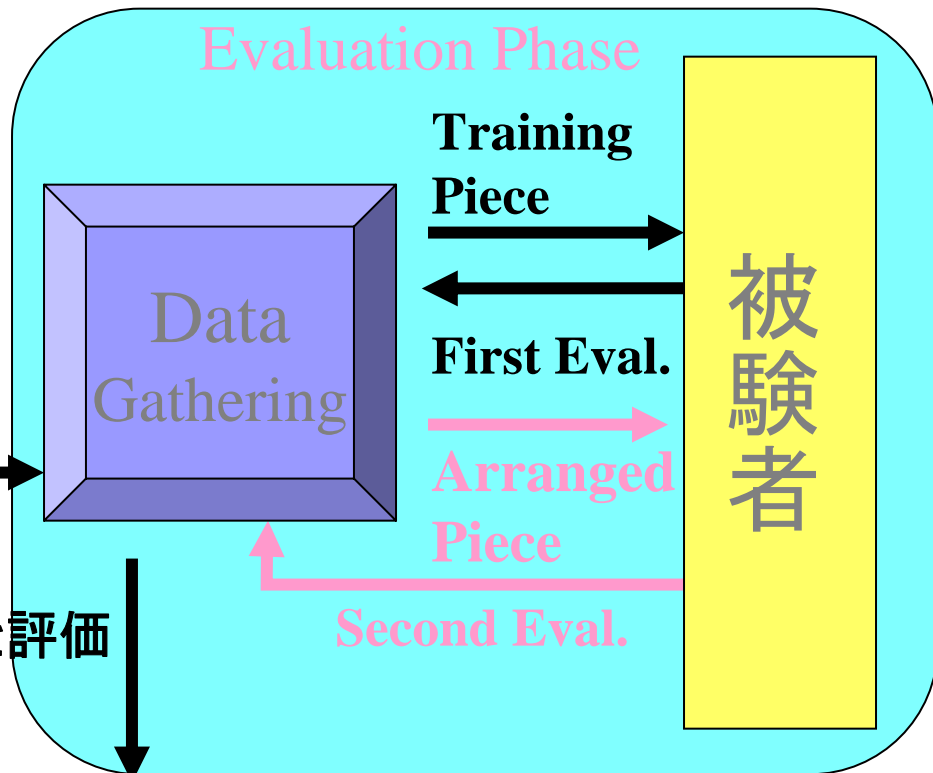 Evaluation Phase
Training
Piece
Data
Gathering
First Eval.
被験者
Arranged
Piece
Second Eval.
評価